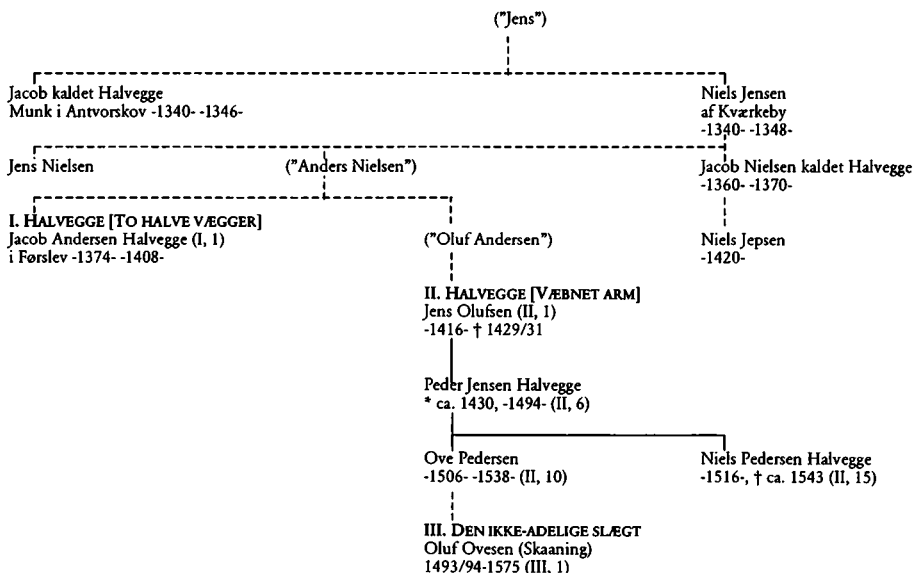 ("Jens")
Jacob kaldet Halvegge
Munk i Antvorskov -1340- -1346-
Niels Jensen
af Kværkeby
-1340- -1348-
Jens Nielsen
("Anders Nielsen")
Jacob Nielsen kaldet Halvegge
-1360- -1370-
I. HALVEGGE [TO HALVE VÆGGER]
Jacob Andersen Halvegge (I, 1)
i Førslev -1374- -1408-
("Oluf Andersen")
Niels Jepsen
-1420-
II. HALVEGGE [VÆBNET ARM]
Jens Olufsen (II, 1)
-1416- † 1429/31
Peder Jensen Halvegge
* ca. 1430, -1494- (II, 6)
Ove Pedersen
-1506- -1538- (II, 10)
Niels Pedersen Halvegge
-1516-, † ca. 1543 (II, 15)
III. DEN IKKE-ADELIGE SLÆGT
Oluf Ovesen (Skaaning)
1493/94-1575 (III, 1)